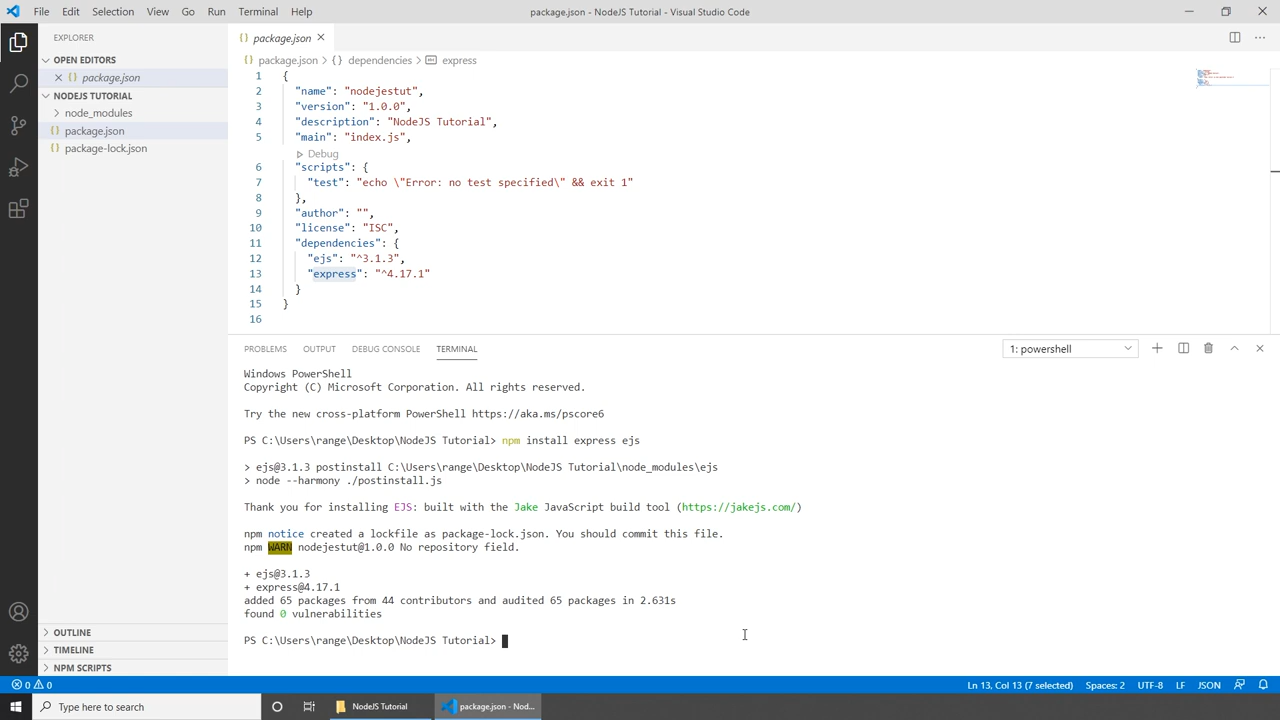 File Edit Selection View Go Run Terminal Help
package.json - NodeJS Tutorial - Visual Studio Code
EXPLORER
OPEN EDITORS
{} package.json
NODEJS TUTORIAL
node_modules
{} package.json
{} package-lock.json
OUTLINE
TIMELINE
NPM SCRIPTS
{} package.json
{} package.json > {} dependencies > abc express
1 {
2 "name": "nodejestut",
3 "version": "1.0.0",
4 "description": "NodeJS Tutorial",
5 "main": "index.js",
Debug
6 "scripts": {
7 "test": "echo \"Error: no test specified\" && exit 1"
8 },
9 "author": "",
10 "license": "ISC",
11 "dependencies": {
12 "ejs": "^3.1.3",
13 "express": "^4.17.1"
14 }
15 }
16
PROBLEMS OUTPUT DEBUG CONSOLE TERMINAL
1: powershell
Windows PowerShell
Copyright (C) Microsoft Corporation. All rights reserved.
Try the new cross-platform PowerShell https://aka.ms/pscore6
PS C:\Users\range\Desktop\NodeJS Tutorial> npm install express ejs
> ejs@3.1.3 postinstall C:\Users\range\Desktop\NodeJS Tutorial\node_modules\ejs
> node --harmony ./postinstall.js
Thank you for installing EJS: built with the Jake JavaScript build tool (https://jakejs.com/)
npm notice created a lockfile as package-lock.json. You should commit this file.
npm WARN nodejestut@1.0.0 No repository field.
+ ejs@3.1.3
+ express@4.17.1
added 65 packages from 44 contributors and audited 65 packages in 2.631s
found 0 vulnerabilities
PS C:\Users\range\Desktop\NodeJS Tutorial>
0 0
Ln 13, Col 13 (7 selected) Spaces: 2 UTF-8 LF JSON
Type here to search
NodeJS Tutorial
package.json - Nod...